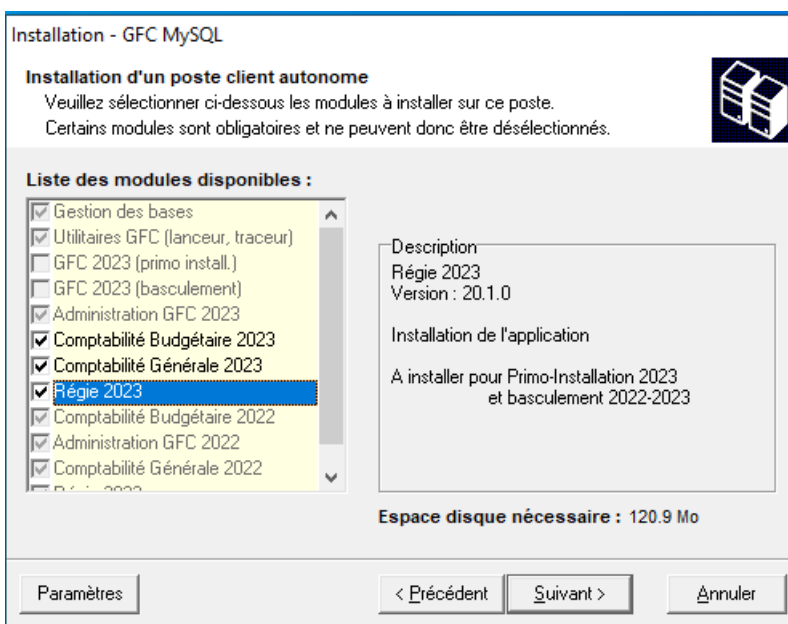 Installation - GFC MySQL
Installation d'un poste client autonome
Veuillez sélectionner ci-dessous les modules à installer sur ce poste.
Certains modules sont obligatoires et ne peuvent donc être désélectionnés.
Liste des modules disponibles :
Gestion des bases
Utilitaires GFC (lanceur, traceur)
GFC 2023 (primo install.)
GFC 2023 (basculement)
Administration GFC 2023
Comptabilité Budgétaire 2023
Comptabilité Générale 2023
Régie 2023
Comptabilité Budgétaire 2022
Administration GFC 2022
Comptabilité Générale 2022
Description
Régie 2023
Version : 20.1.0
Installation de l'application
A installer pour Primo-Installation 2023
et basculement 2022-2023
Espace disque nécessaire : 120.9 Mo
Paramètres
< Précédent
Suivant >
Annuler